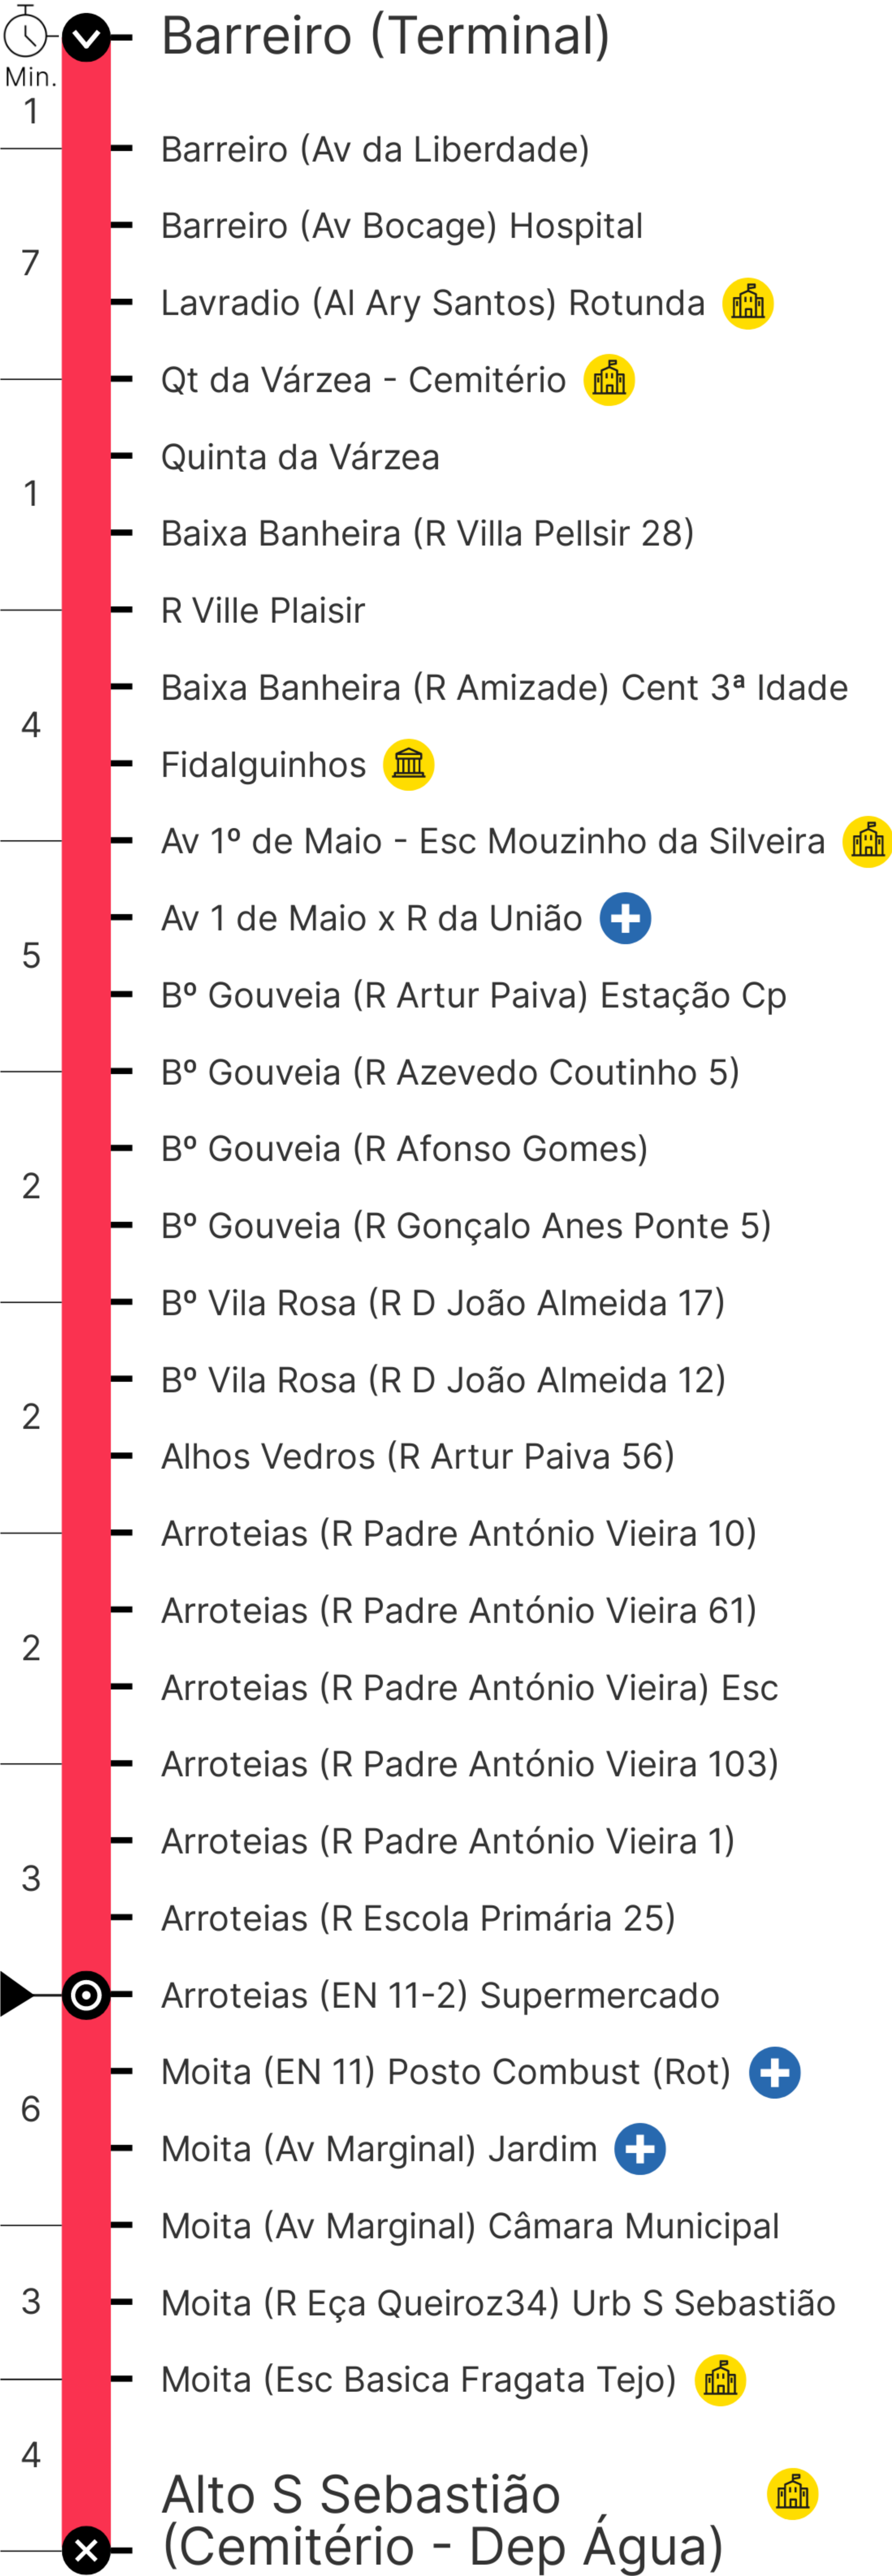 Barreiro (Terminal)
Min.
1
Barreiro (Av da Liberdade)
Barreiro (Av Bocage) Hospital
7
Lavradio (Al Ary Santos) Rotunda
Qt da Várzea - Cemitério
Quinta da Várzea
1
Baixa Banheira (R Villa Pellsir 28)
R Ville Plaisir
Baixa Banheira (R Amizade) Cent 3ª Idade
4
Fidalguinhos
Av 1º de Maio - Esc Mouzinho da Silveira
Av 1 de Maio x R da União
5
Bº Gouveia (R Artur Paiva) Estação Cp
Bº Gouveia (R Azevedo Coutinho 5)
Bº Gouveia (R Afonso Gomes)
2
Bº Gouveia (R Gonçalo Anes Ponte 5)
Bº Vila Rosa (R D João Almeida 17)
Bº Vila Rosa (R D João Almeida 12)
2
Alhos Vedros (R Artur Paiva 56)
Arroteias (R Padre António Vieira 10)
Arroteias (R Padre António Vieira 61)
2
Arroteias (R Padre António Vieira) Esc
Arroteias (R Padre António Vieira 103)
Arroteias (R Padre António Vieira 1)
3
Arroteias (R Escola Primária 25)
Arroteias (EN 11-2) Supermercado
Moita (EN 11) Posto Combust (Rot)
6
Moita (Av Marginal) Jardim
Moita (Av Marginal) Câmara Municipal
3
Moita (R Eça Queiroz34) Urb S Sebastião
Moita (Esc Basica Fragata Tejo)
4
Alto S Sebastião
(Cemitério - Dep Água)